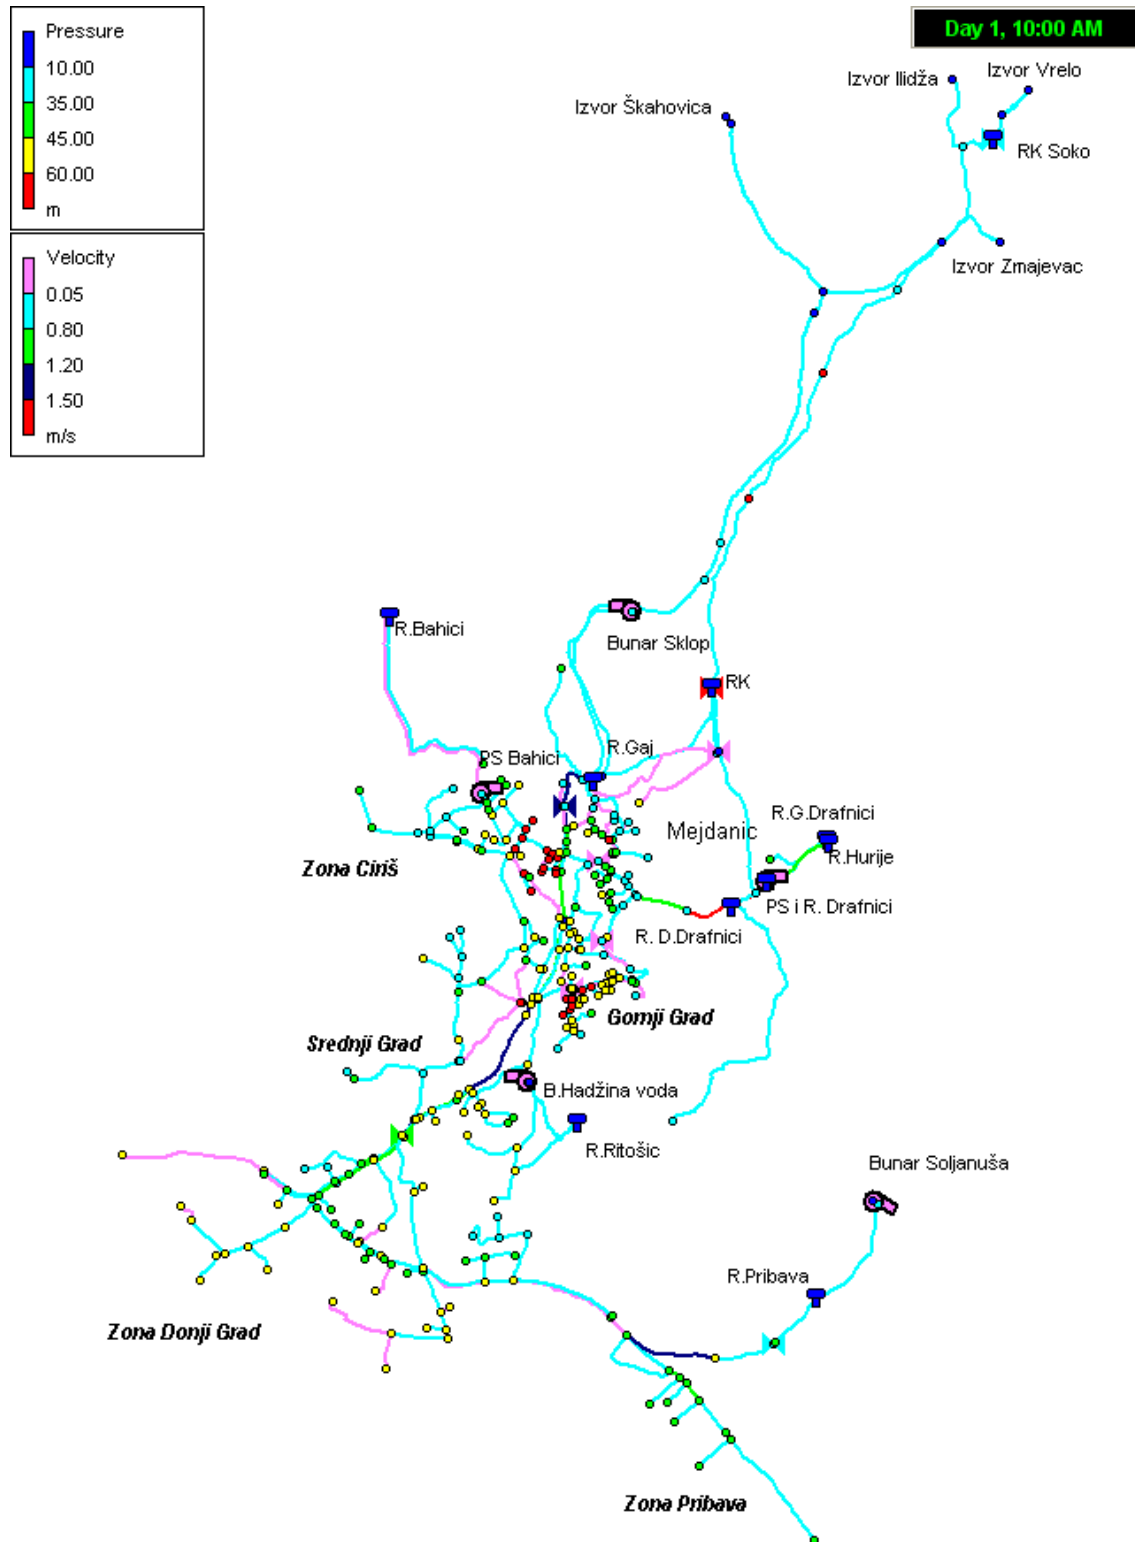 Pressure
10.00
35.00
45.00
60.00
m
Velocity
0.05
0.80
1.20
1.50
m/s
Day 1, 10:00 AM
Izvor Ilidža
Izvor Vrelo
Izvor Škahovica
RK Soko
Izvor Zmajevac
R.Bahici
Bunar Sklop
RK
PS Bahici
R.Gaj
R.G.Drafnici
Mejdanic
R.Hurije
Zona Ciriš
PS i R. Drafnici
R. D.Drafnici
Gornji Grad
Srednji Grad
B.Hadžina voda
R.Ritošic
Bunar Soljanuša
R.Pribava
Zona Donji Grad
Zona Pribava